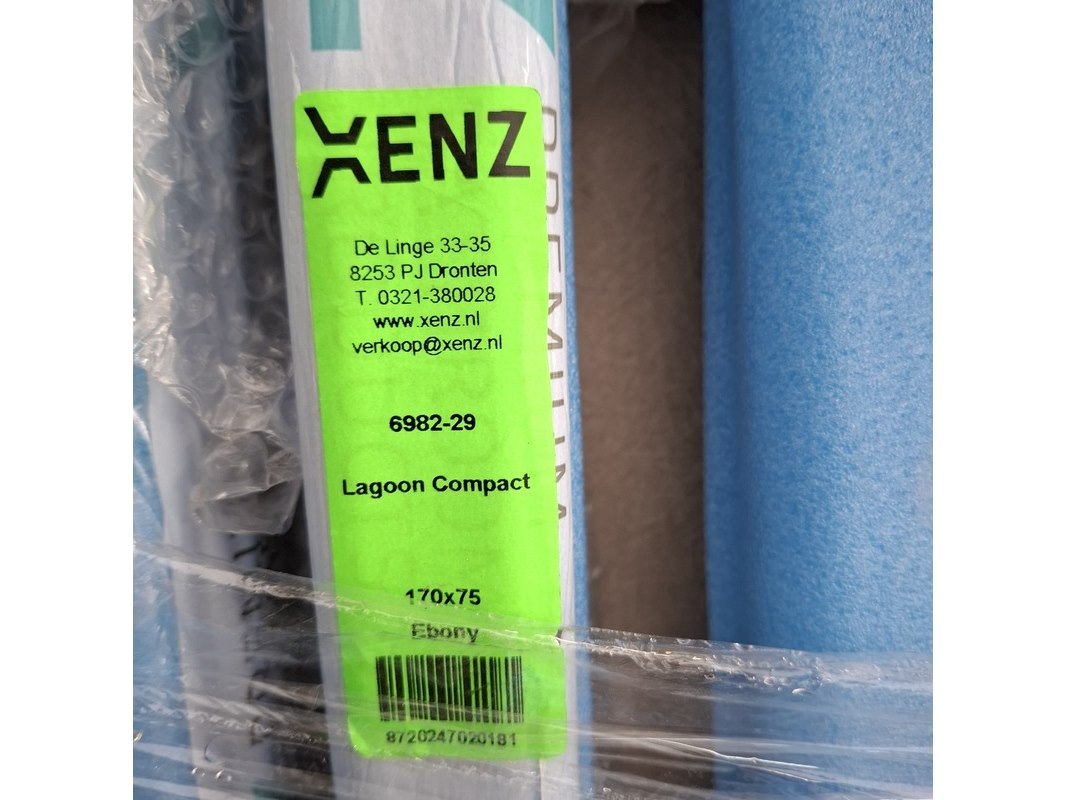 XENZ
De Linge 33-35
8253 PJ Dronten
T. 0321-380028
www.xenz.nl
verkoop@xenz.nl
6982-29
Lagoon Compact
170x75
Ebony
8720247020181
PREMIUM